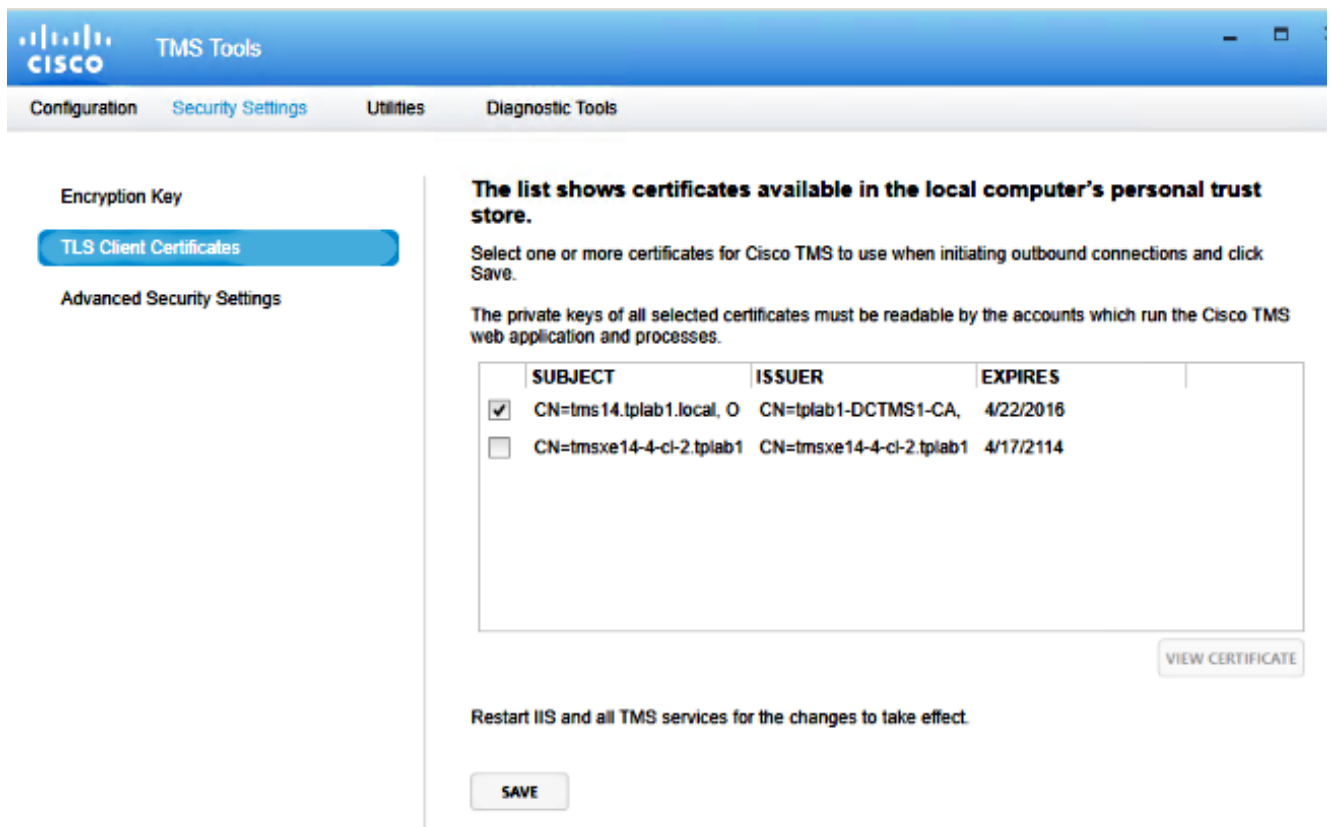 CISCO TMS Tools
Configuration Security Settings Utilities Diagnostic Tools
Encryption Key
TLS Client Certificates
Advanced Security Settings
The list shows certificates available in the local computer's personal trust
store.
Select one or more certificates for Cisco TMS to use when initiating outbound connections and click
Save.
The private keys of all selected certificates must be readable by the accounts which run the Cisco TMS
web application and processes.
SUBJECT ISSUER EXPIRES
CN=tms14.tplab1.local, O CN=tplab1-DCTMS1-CA, 4/22/2016
CN=tmsxe14-4-cl-2.tplab1 CN=tmsxe14-4-cl-2.tplab1 4/17/2114
VIEW CERTIFICATE
Restart IIS and all TMS services for the changes to take effect.
SAVE